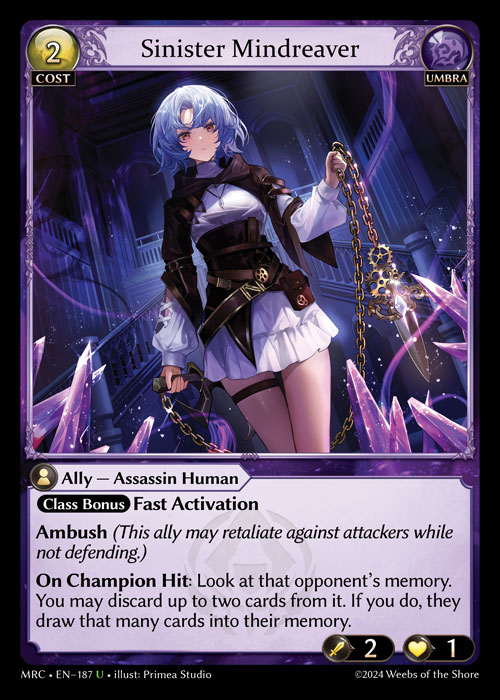 2
COST
Sinister Mindreaver
UMBRA
Ally — Assassin Human
Class Bonus Fast Activation
Ambush (This ally may retaliate against attackers while
not defending.)
On Champion Hit: Look at that opponent's memory.
You may discard up to two cards from it. If you do, they
draw that many cards into their memory.
2
1
MRC • EN-187 U • illust: Primea Studio
©2024 Weebs of the Shore